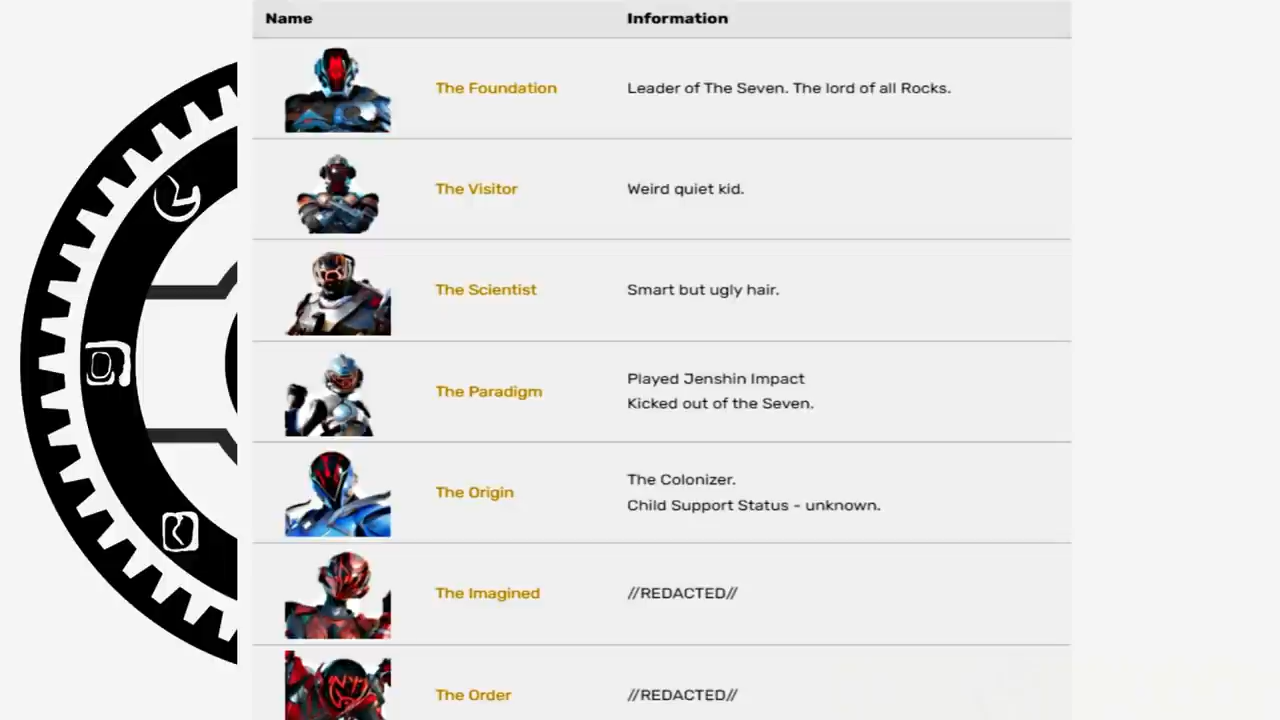 Name Information
The Foundation Leader of The Seven. The lord of all Rocks.
The Visitor Weird quiet kid.
The Scientist Smart but ugly hair.
The Paradigm Played Jenshin Impact
Kicked out of the Seven.
The Origin The Colonizer.
Child Support Status - unknown.
The Imagined //REDACTED//
The Order //REDACTED//